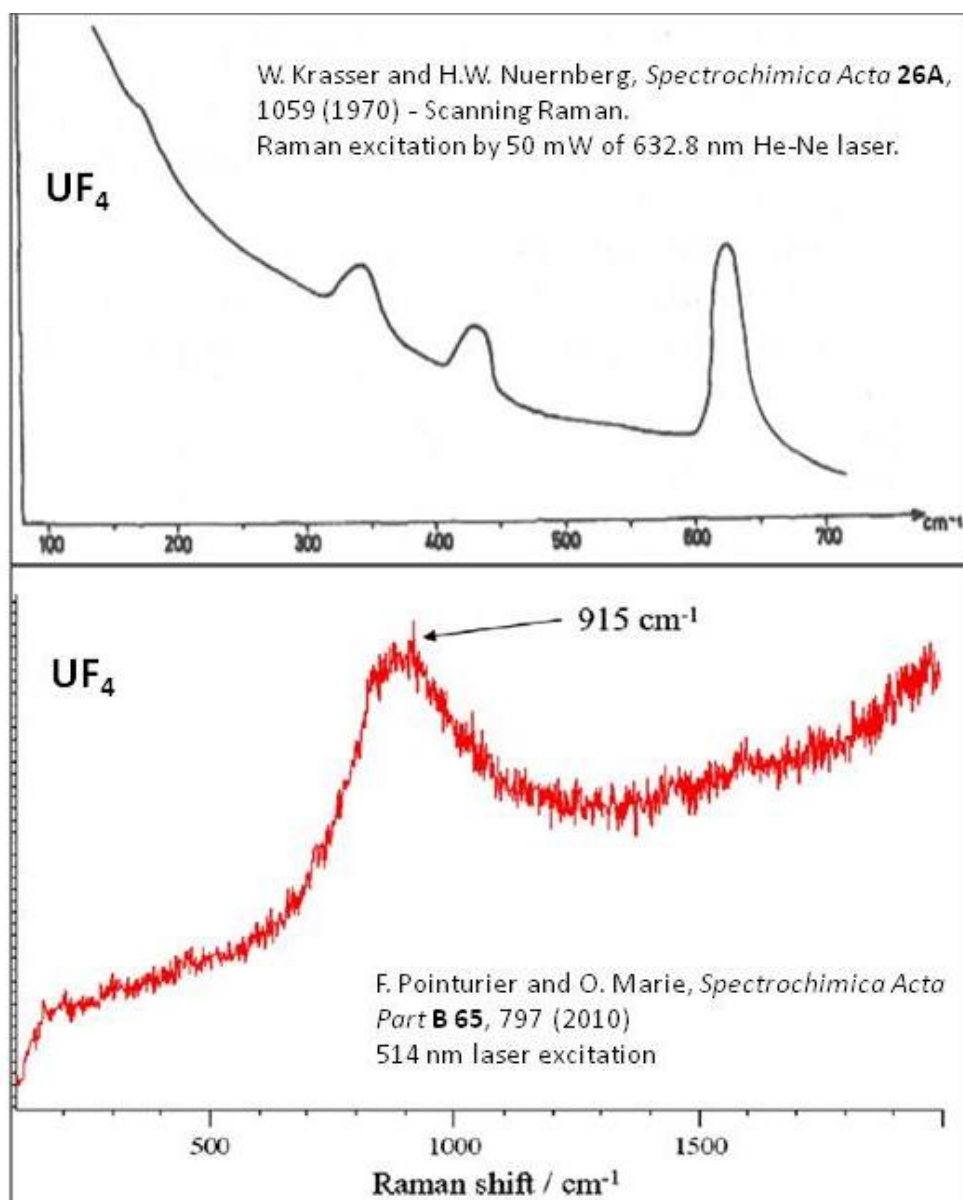 W. Krasser and H.W. Nuernberg, Spectrochimica Acta 26A,
1059 (1970) - Scanning Raman.
Raman excitation by 50 mW of 632.8 nm He-Ne laser.
UF₄
100 200 300 400 500 600 700 cm⁻¹
915 cm⁻¹
UF₄
F. Pointurier and O. Marie, Spectrochimica Acta
Part B 65, 797 (2010)
514 nm laser excitation
500 1000 1500
Raman shift / cm⁻¹